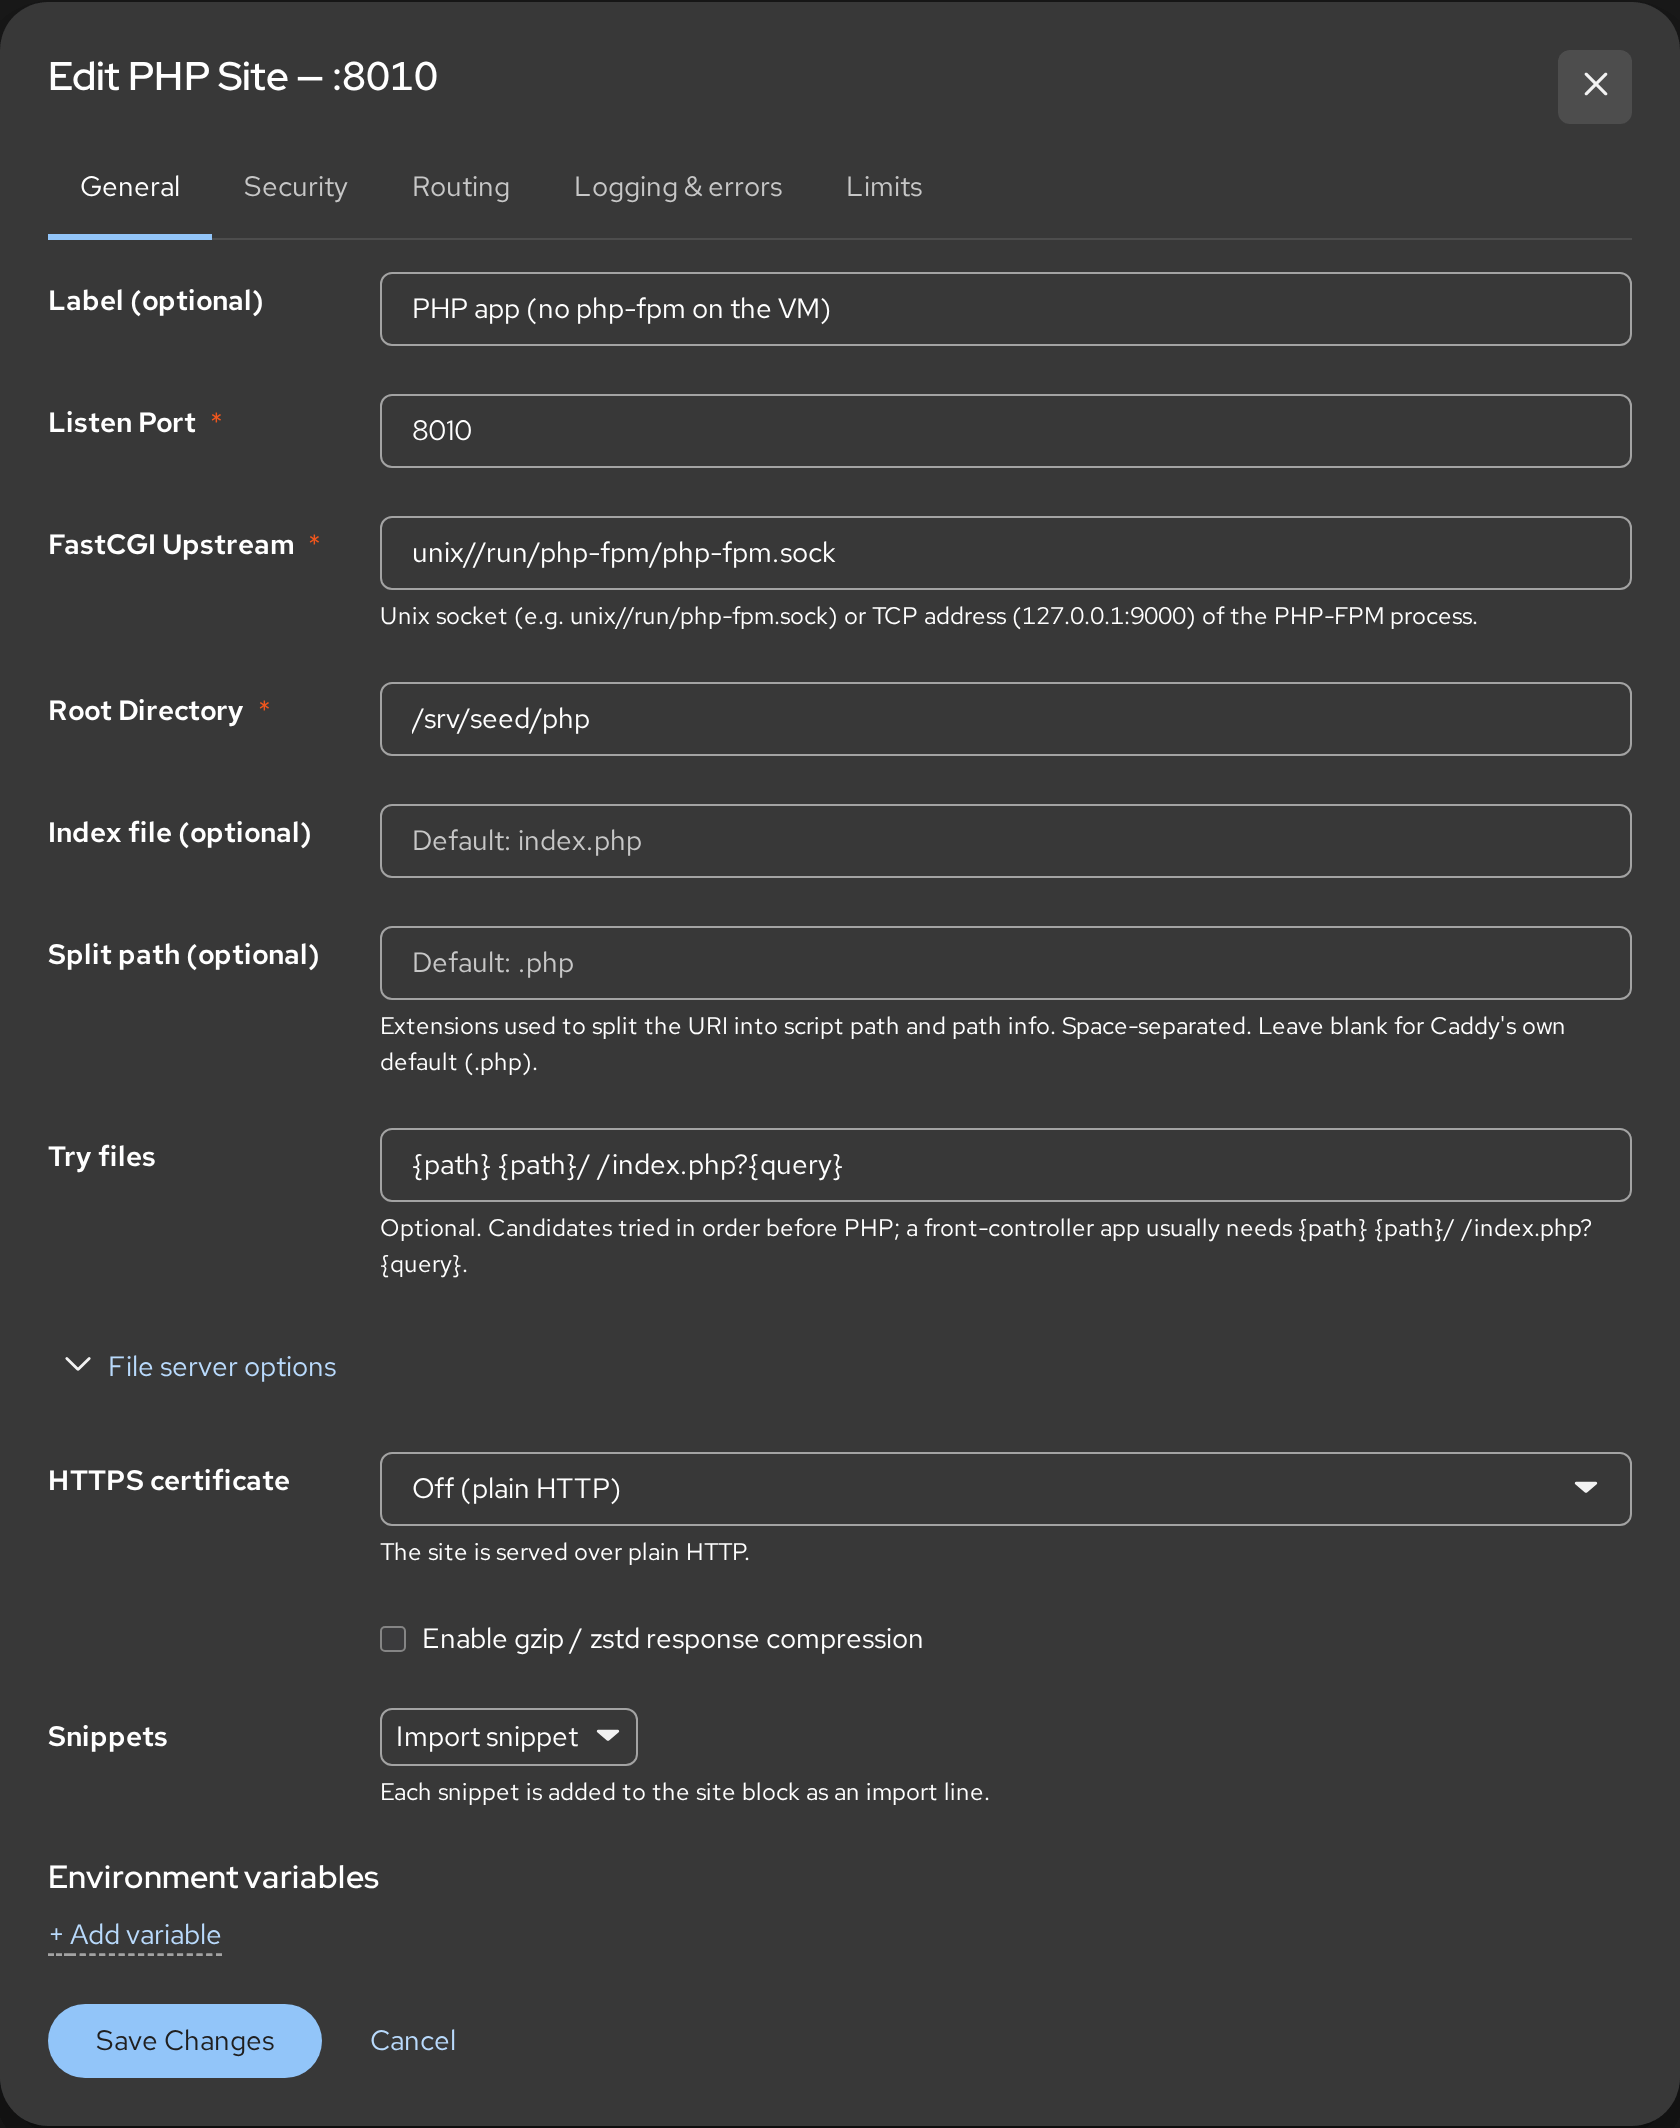 Edit PHP Site — :8010
General
Security
Routing
Logging & errors
Limits
Label (optional)
PHP app (no php-fpm on the VM)
Listen Port *
8010
FastCGI Upstream *
unix//run/php-fpm/php-fpm.sock
Unix socket (e.g. unix//run/php-fpm.sock) or TCP address (127.0.0.1:9000) of the PHP-FPM process.
Root Directory *
/srv/seed/php
Index file (optional)
Default: index.php
Split path (optional)
Default: .php
Extensions used to split the URI into script path and path info. Space-separated. Leave blank for Caddy's own
default (.php).
Try files
{path} {path}/ /index.php?{query}
Optional. Candidates tried in order before PHP; a front-controller app usually needs {path} {path}/ /index.php?
{query}.
File server options
HTTPS certificate
Off (plain HTTP)
The site is served over plain HTTP.
Enable gzip / zstd response compression
Snippets
Import snippet
Each snippet is added to the site block as an import line.
Environment variables
+ Add variable
Save Changes
Cancel